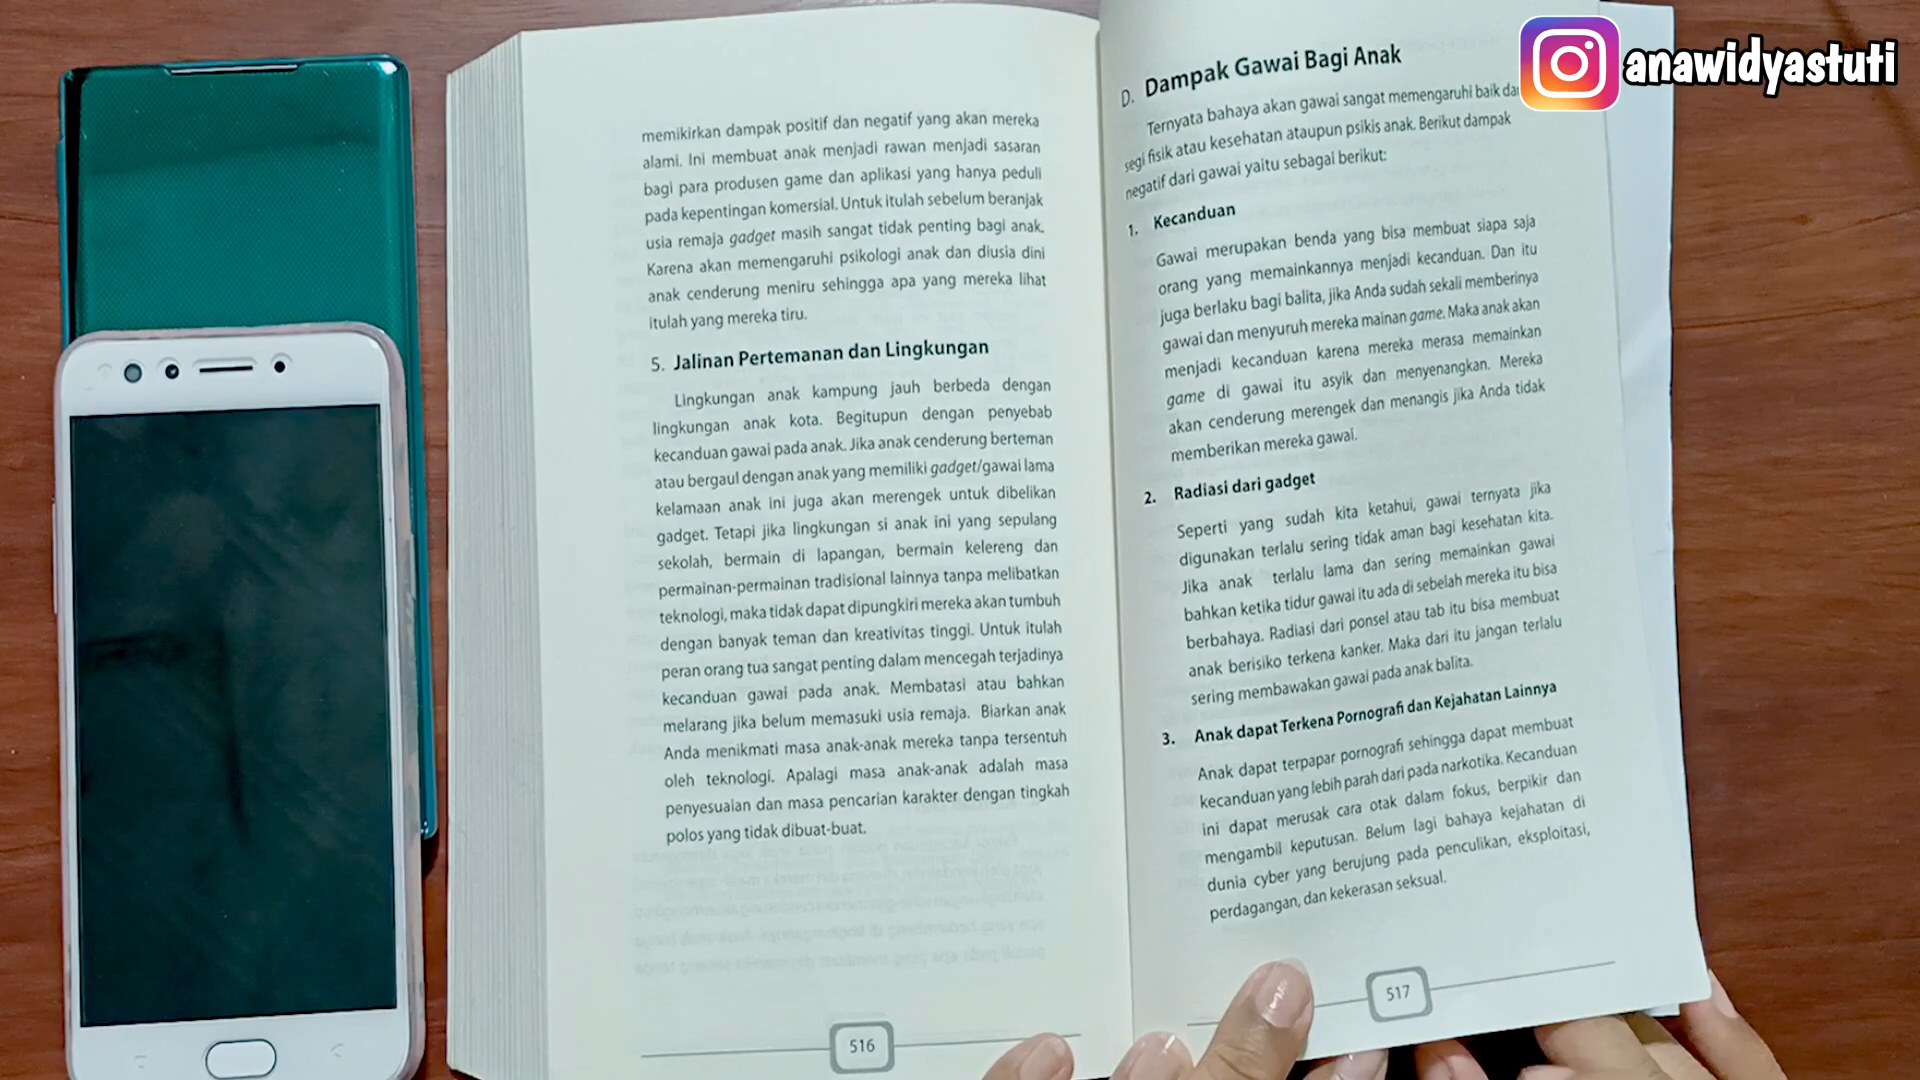 anawidyastuti
memikirkan dampak positif dan negatif yang akan mereka
alami. Ini membuat anak menjadi rawan menjadi sasaran
bagi para produsen game dan aplikasi yang hanya peduli
pada kepentingan komersial. Untuk itulah sebelum beranjak
usia remaja gadget masih sangat tidak penting bagi anak.
Karena akan memengaruhi psikologi anak dan diusia dini
anak cenderung meniru sehingga apa yang mereka lihat
itulah yang mereka tiru.
5. Jalinan Pertemanan dan Lingkungan
Lingkungan anak kampung jauh berbeda dengan
lingkungan anak kota. Begitupun dengan penyebab
kecanduan gawai pada anak. Jika anak cenderung berteman
atau bergaul dengan anak yang memiliki gadget/gawai lama
kelamaan anak ini juga akan merengek untuk dibelikan
gadget. Tetapi jika lingkungan si anak ini yang sepulang
sekolah, bermain di lapangan, bermain kelereng dan
permainan-permainan tradisional lainnya tanpa melibatkan
teknologi, maka tidak dapat dipungkiri mereka akan tumbuh
dengan banyak teman dan kreativitas tinggi. Untuk itulah
peran orang tua sangat penting dalam mencegah terjadinya
kecanduan gawai pada anak. Membatasi atau bahkan
melarang jika belum memasuki usia remaja. Biarkan anak
Anda menikmati masa anak-anak mereka tanpa tersentuh
oleh teknologi. Apalagi masa anak-anak adalah masa
penyesuaian dan masa pencarian karakter dengan tingkah
polos yang tidak dibuat-buat.
516
D. Dampak Gawai Bagi Anak
Ternyata bahaya akan gawai sangat memengaruhi baik
segi fisik atau kesehatan ataupun psikis anak. Berikut dampak
negatif dari gawai yaitu sebagai berikut:
1. Kecanduan
Gawai merupakan benda yang bisa membuat siapa saja
orang yang memainkannya menjadi kecanduan. Dan itu
juga berlaku bagi balita, jika Anda sudah sekali memberinya
gawai dan menyuruh mereka mainan game. Maka anak akan
menjadi kecanduan karena mereka merasa memainkan
game di gawai itu asyik dan menyenangkan. Mereka
akan cenderung merengek dan menangis jika Anda tidak
memberikan mereka gawai.
2. Radiasi dari gadget
Seperti yang sudah kita ketahui, gawai ternyata jika
digunakan terlalu sering tidak aman bagi kesehatan kita.
Jika anak terlalu lama dan sering memainkan gawai
bahkan ketika tidur gawai itu ada di sebelah mereka itu bisa
berbahaya. Radiasi dari ponsel atau tab itu bisa membuat
anak berisiko terkena kanker. Maka dari itu jangan terlalu
sering membawakan gawai pada anak balita.
3. Anak dapat Terkena Pornografi dan Kejahatan Lainnya
Anak dapat terpapar pornografi sehingga dapat membuat
kecanduan yang lebih parah dari pada narkotika. Kecanduan
ini dapat merusak cara otak dalam fokus, berpikir dan
mengambil keputusan. Belum lagi bahaya kejahatan di
dunia cyber yang berujung pada penculikan, eksploitasi,
perdagangan, dan kekerasan seksual.
517